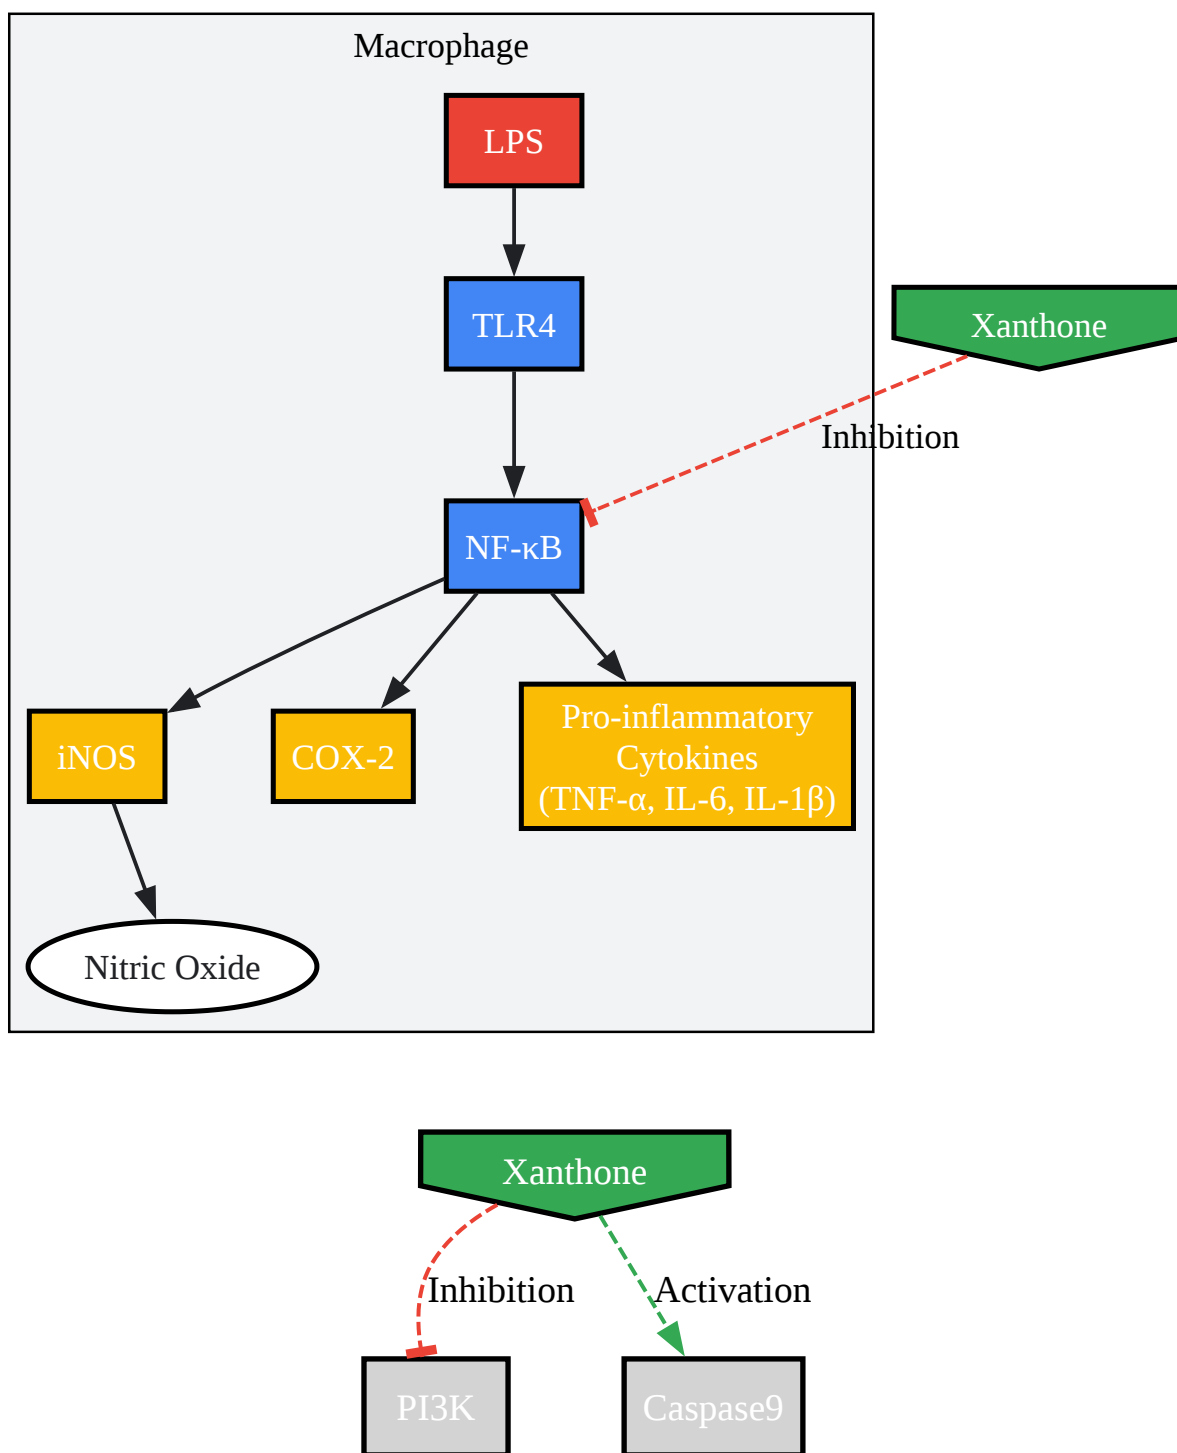 Macrophage
LPS
TLR4
Xanthone
Inhibition
NF-κB
iNOS
COX-2
Pro-inflammatory
Cytokines
(TNF-α, IL-6, IL-1β)
Nitric Oxide
Xanthone
Inhibition
Activation
PI3K
Caspase9